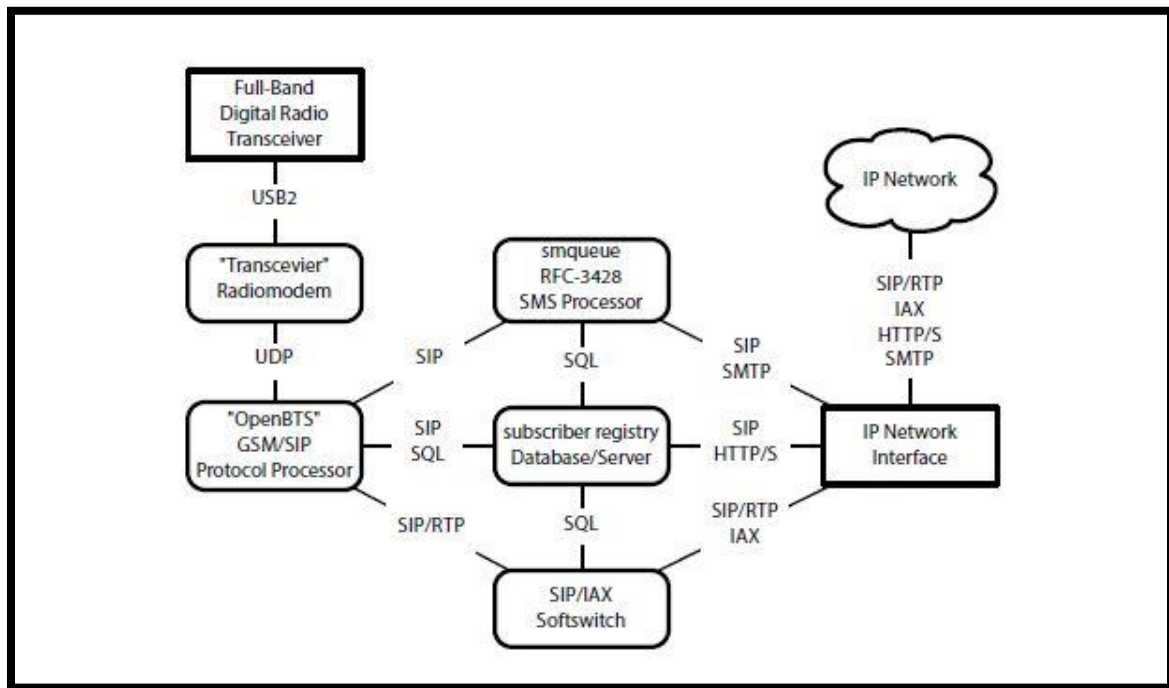 Full-Band
Digital Radio
Transceiver
USB2
"Transcevier"
Radiomodem
UDP
"OpenBTS"
GSM/SIP
Protocol Processor
SIP
SIP
SQL
SIP/RTP
smqueue
RFC-3428
SMS Processor
SQL
subscriber registry
Database/Server
SQL
SIP/IAX
Softswitch
SIP
SMTP
SIP
HTTP/S
SIP/RTP
IAX
IP Network
SIP/RTP
IAX
HTTP/S
SMTP
IP Network
Interface